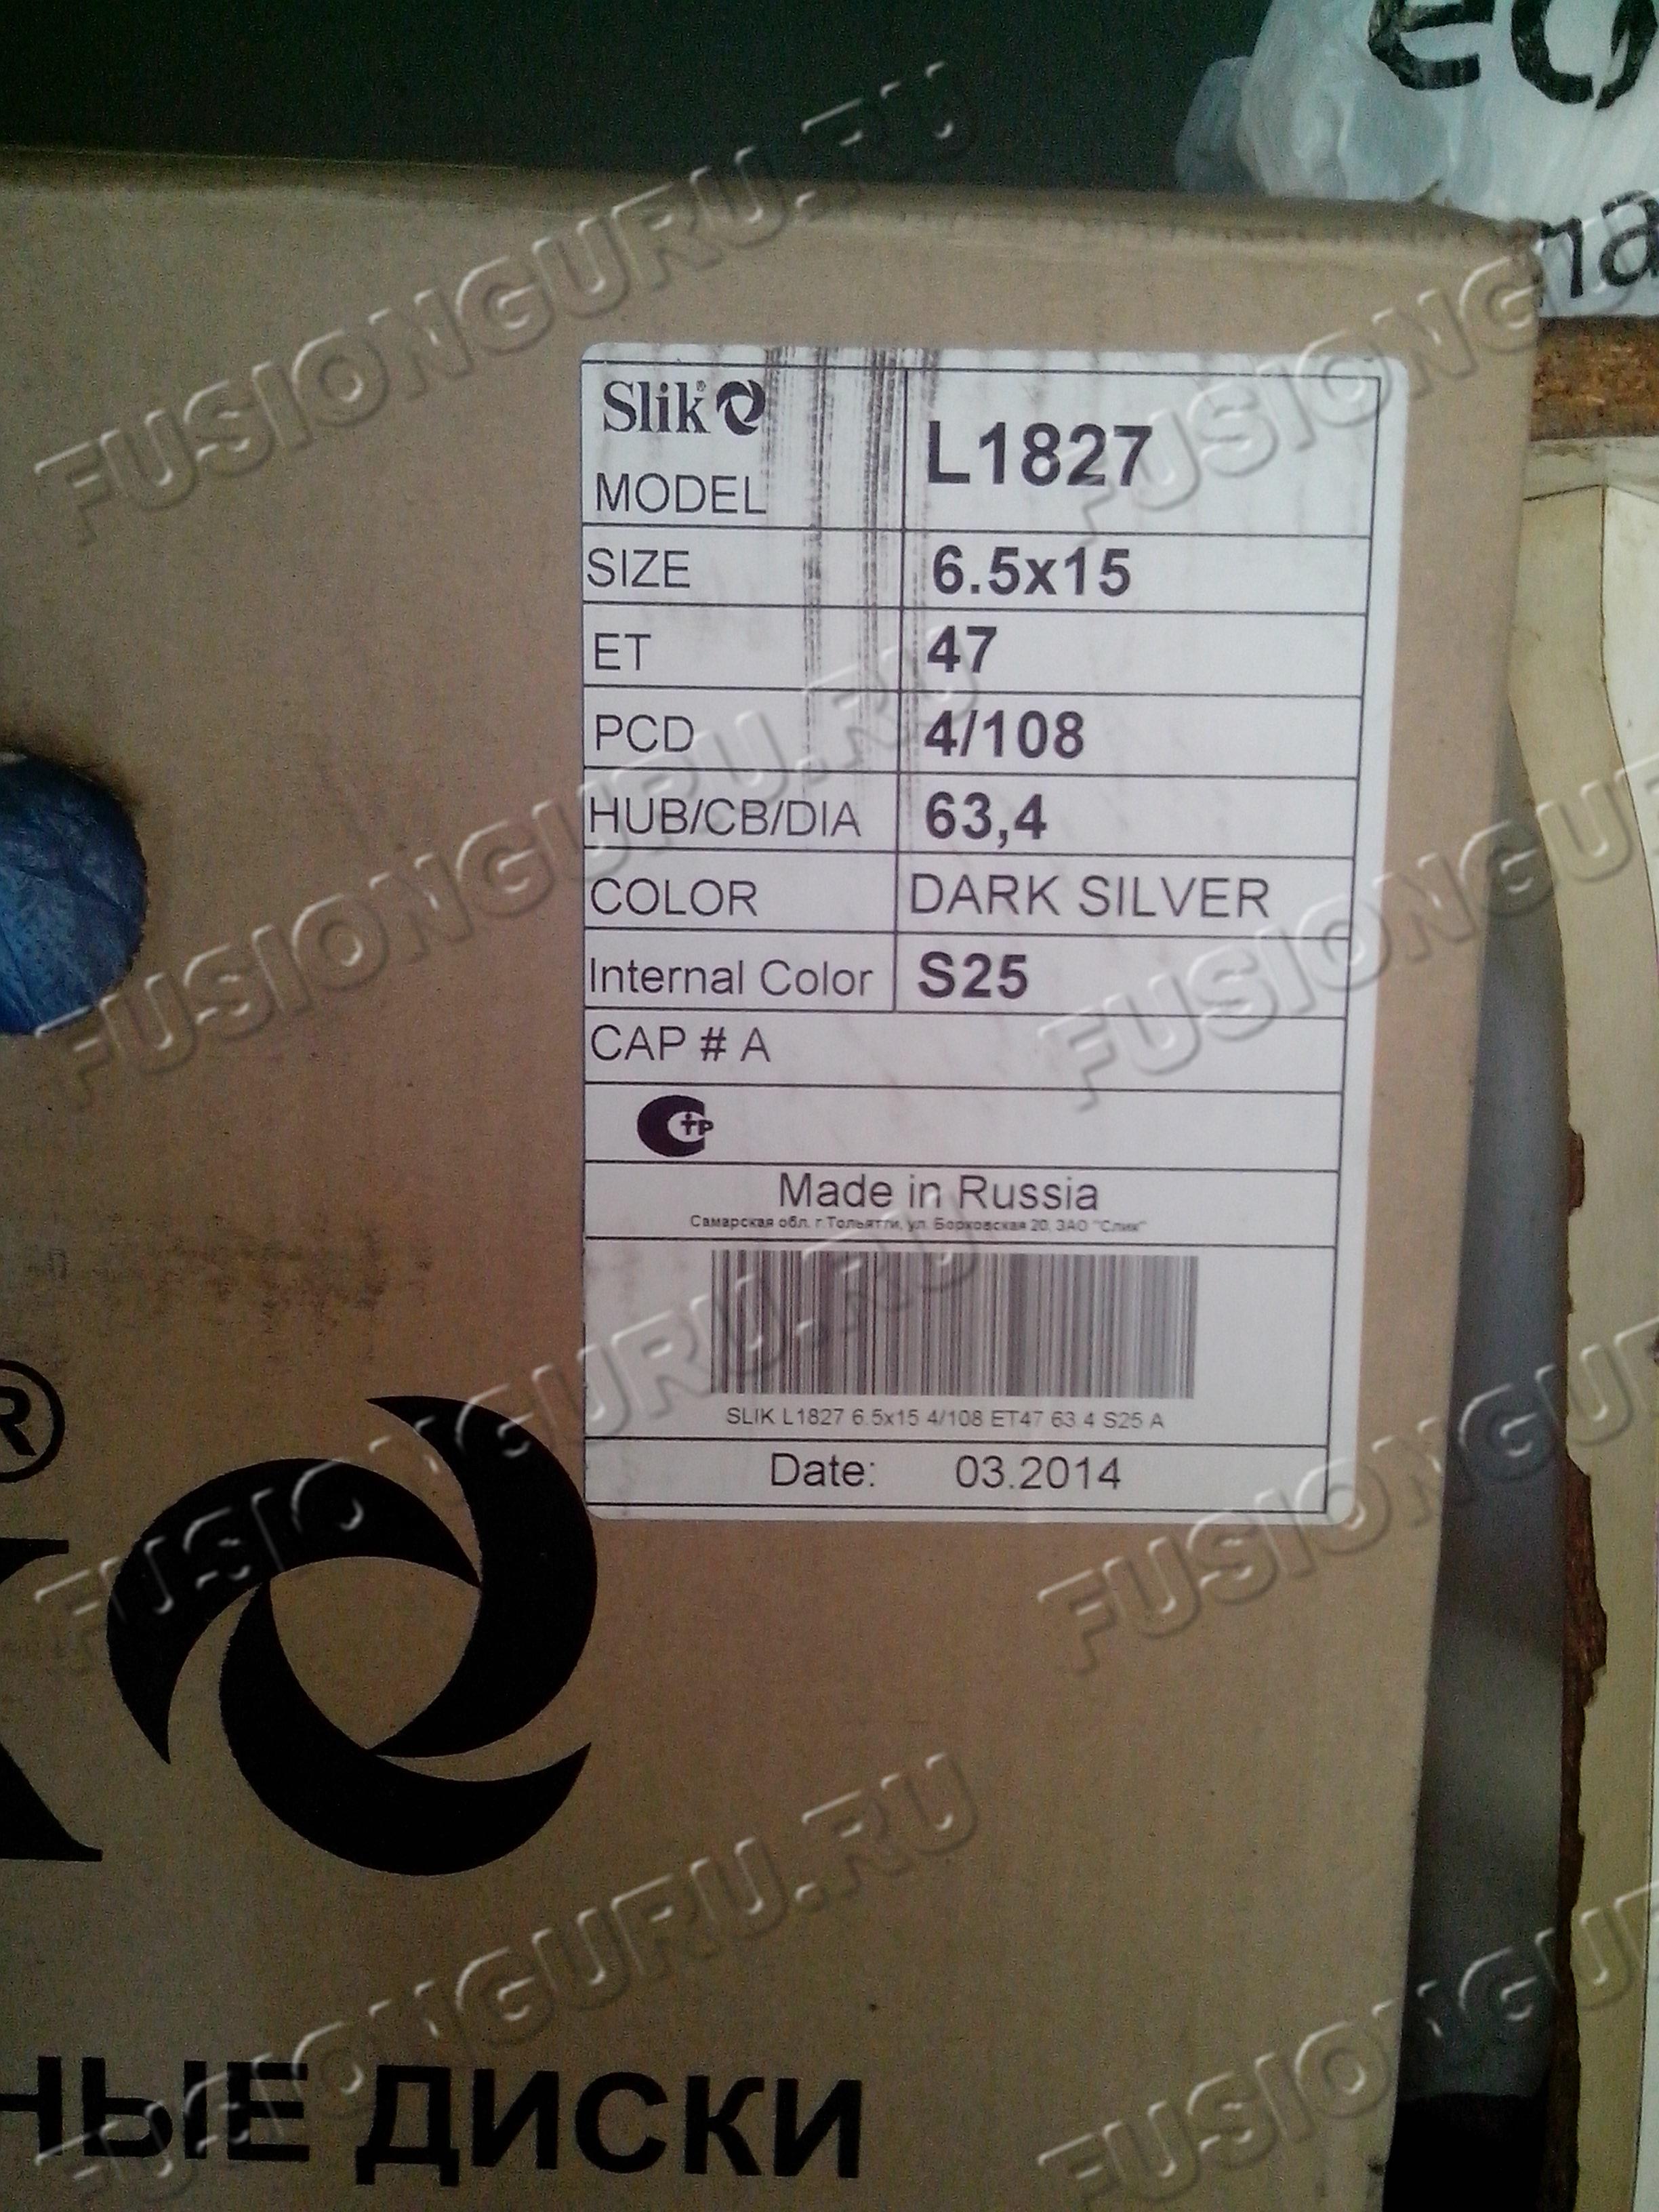 eo
na
Slik®
MODEL L1827
SIZE 6.5x15
ET 47
PCD 4/108
HUB/CB/DIA 63,4
COLOR DARK SILVER
Internal Color S25
CAP # A
Made in Russia
Самарская обл. г.Тольятти, ул. Борковская 20, ЗАО "Слик"
SLIK L1827 6.5x15 4/108 ET47 63 4 S25 A
Date: 03.2014
®
НЫЕ ДИСКИ
FUSIONGURU.RU